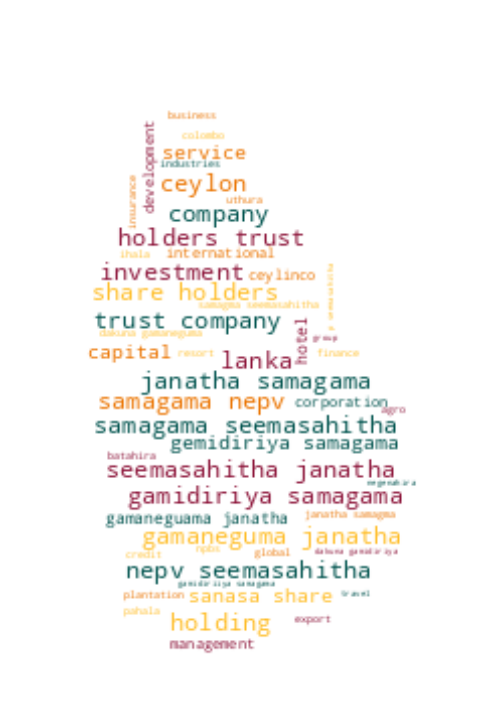 business
colombo
development
service
industries
insurance
ceylon
uthura
company
holders trust
ihala
international
investment
ceylinco
share holders
samagma seemasahitha
p seemasahitha
trust company
hotel
dakuna gamaneguma
group
capital
resort
lanka
finance
janatha samagama
samagama nepv
corporation
agro
samagama seemasahitha
gemidiriya samagama
batahira
seemasahitha janatha
negenahira
gamidiriya samagama
gamaneguama janatha
janatha samagma
gamaneguma janatha
npbs
credit
global
dakuna gamidiriya
nepv seemasahitha
gamidiriya samagama
plantation
sanasa share
travel
pahala
holding
export
management